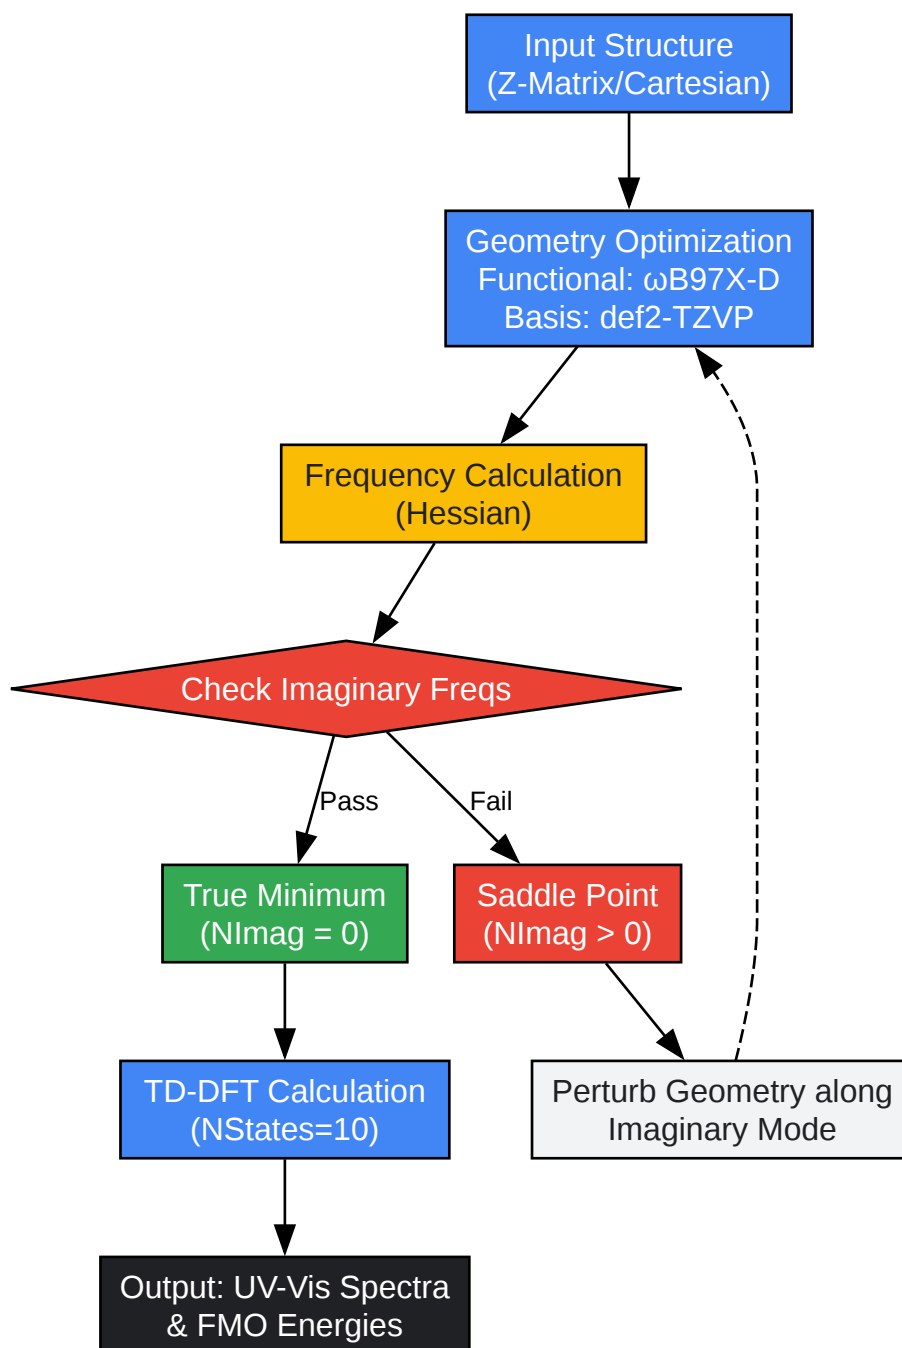 Input Structure
(Z-Matrix/Cartesian)
Geometry Optimization
Functional: ωB97X-D
Basis: def2-TZVP
Frequency Calculation
(Hessian)
Check Imaginary Freqs
Pass
Fail
True Minimum
(NImag = 0)
Saddle Point
(NImag > 0)
TD-DFT Calculation
(NStates=10)
Perturb Geometry along
Imaginary Mode
Output: UV-Vis Spectra
& FMO Energies